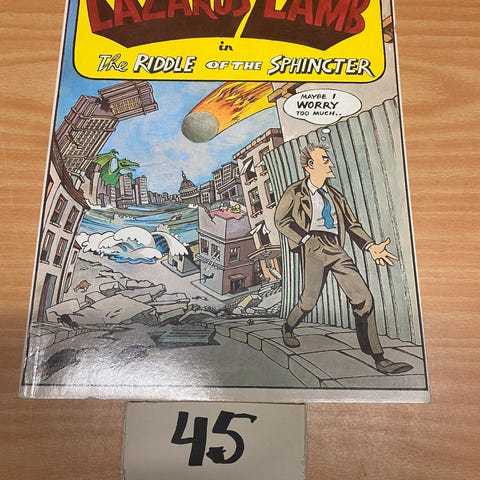 LAZARUS LAMB
in
The RIDDLE OF THE SPHINCTER
MAYBE I
WORRY
TOO MUCH..
45